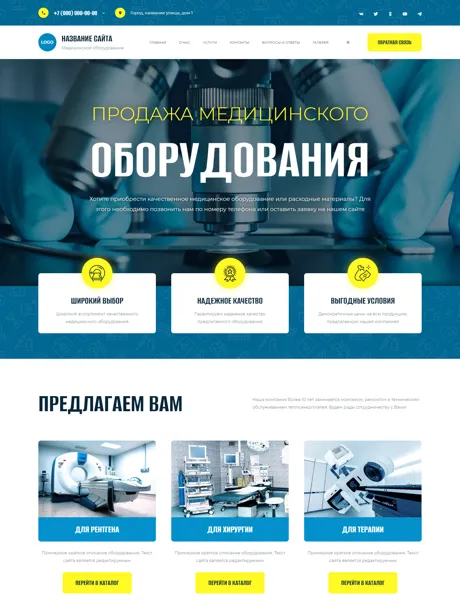 +7 (000) 000-00-00
Город, название улицы, дом 1
LOGO
НАЗВАНИЕ САЙТА
Медицинское оборудование
ГЛАВНАЯ О НАС УСЛУГИ КОНТАКТЫ ВОПРОСЫ И ОТВЕТЫ ГАЛЕРЕЯ
ОБРАТНАЯ СВЯЗЬ
ПРОДАЖА МЕДИЦИНСКОГО
ОБОРУДОВАНИЯ
Хотите приобрести качественное медицинское оборудование или расходные материалы? Для
этого необходимо позвонить нам по номеру телефона или оставить заявку на нашем сайте
ШИРОКИЙ ВЫБОР
Широкий ассортимент качественного
медицинского оборудования
НАДЕЖНОЕ КАЧЕСТВО
Гарантируем надежное качество
предлагаемого оборудования
ВЫГОДНЫЕ УСЛОВИЯ
Демократичные цены на всю продукцию,
предлагаемую нашей компанией
ПРЕДЛАГАЕМ ВАМ
Наша компания более 10 лет занимается монтажом, ремонтом и техническим
обслуживанием теплоэнергетики. Будем рады сотрудничеству с Вами!
ДЛЯ РЕНТГЕНА
Примерное краткое описание оборудования. Текст
сайта является редактируемым
ПЕРЕЙТИ В КАТАЛОГ
ДЛЯ ХИРУРГИИ
Примерное краткое описание оборудования. Текст
сайта является редактируемым
ПЕРЕЙТИ В КАТАЛОГ
ДЛЯ ТЕРАПИИ
Примерное краткое описание оборудования. Текст
сайта является редактируемым
ПЕРЕЙТИ В КАТАЛОГ